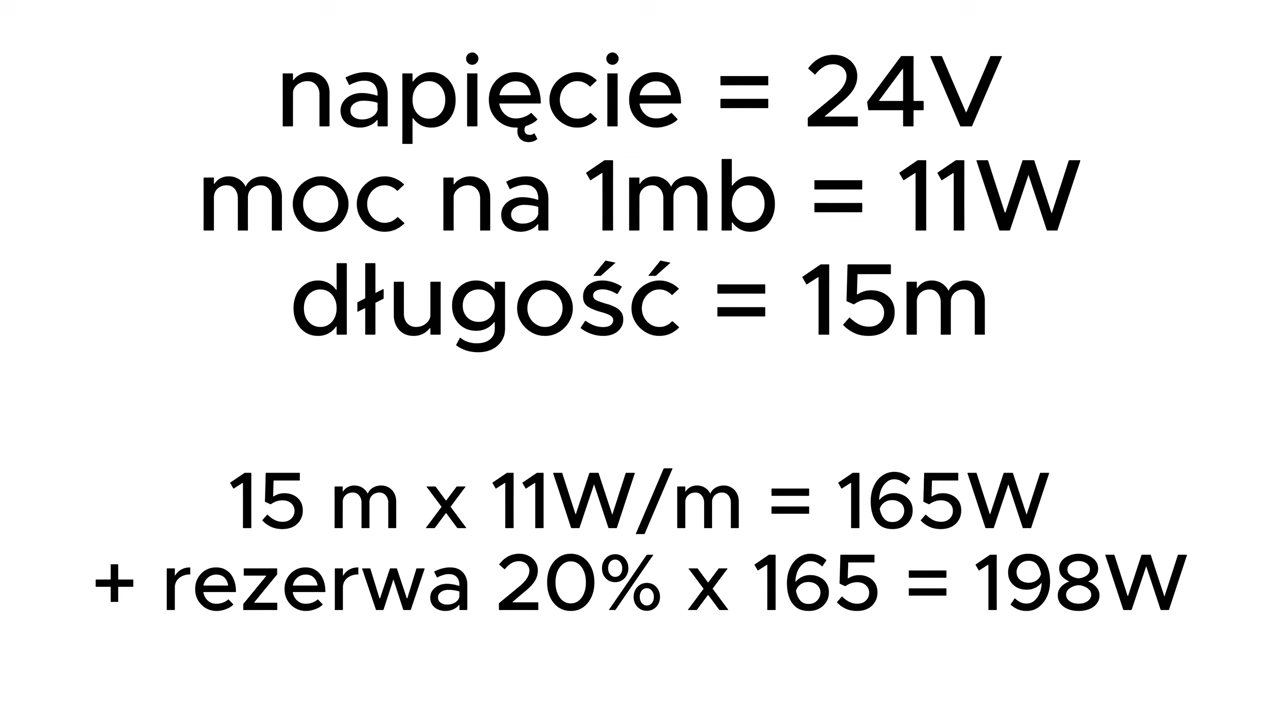 napięcie = 24V
moc na 1mb = 11W
długość = 15m
15 m x 11W/m = 165W
+ rezerwa 20% x 165 = 198W